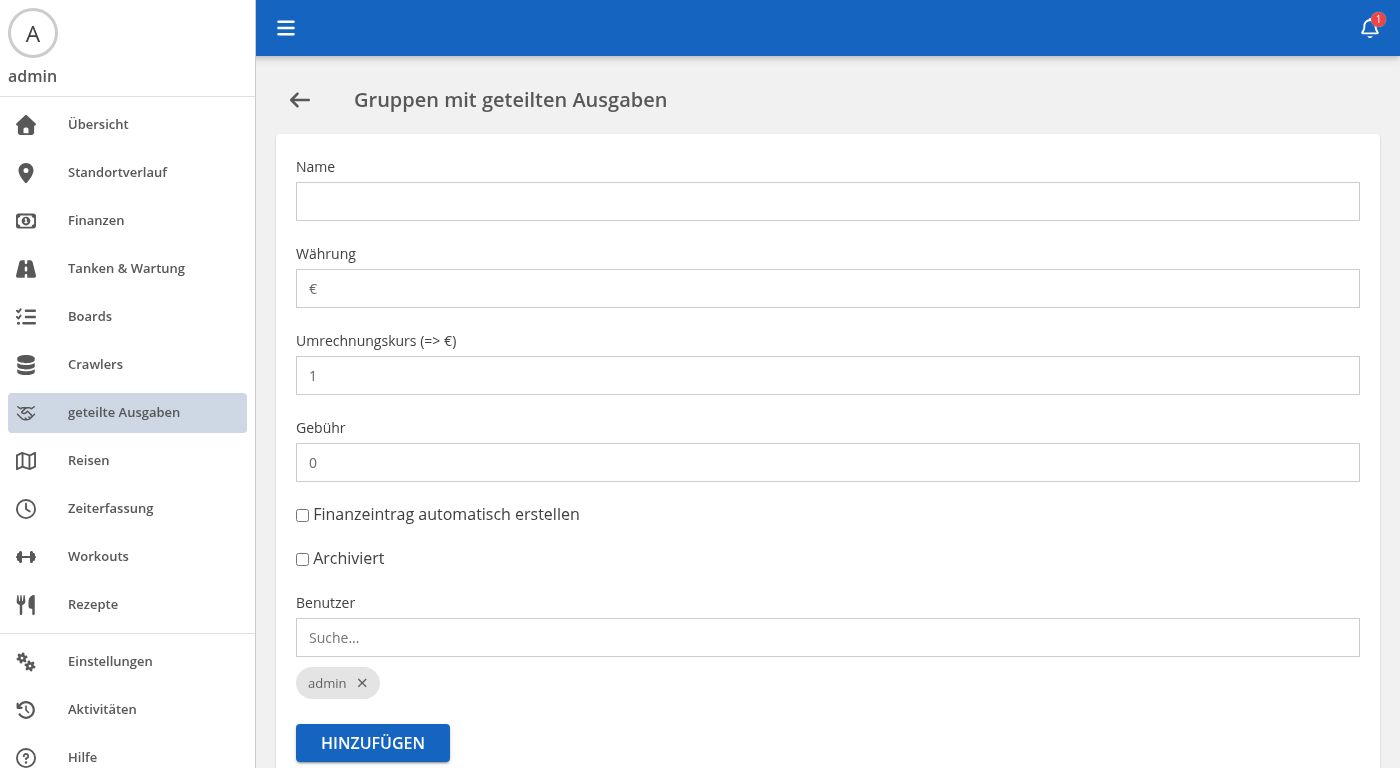 A
admin
Übersicht
Standortverlauf
Finanzen
Tanken & Wartung
Boards
Crawlers
geteilte Ausgaben
Reisen
Zeiterfassung
Workouts
Rezepte
Einstellungen
Aktivitäten
Hilfe
1
Gruppen mit geteilten Ausgaben
Name
Währung
€
Umrechnungskurs (=> €)
1
Gebühr
0
Finanzeintrag automatisch erstellen
Archiviert
Benutzer
Suche...
admin ✕
HINZUFÜGEN